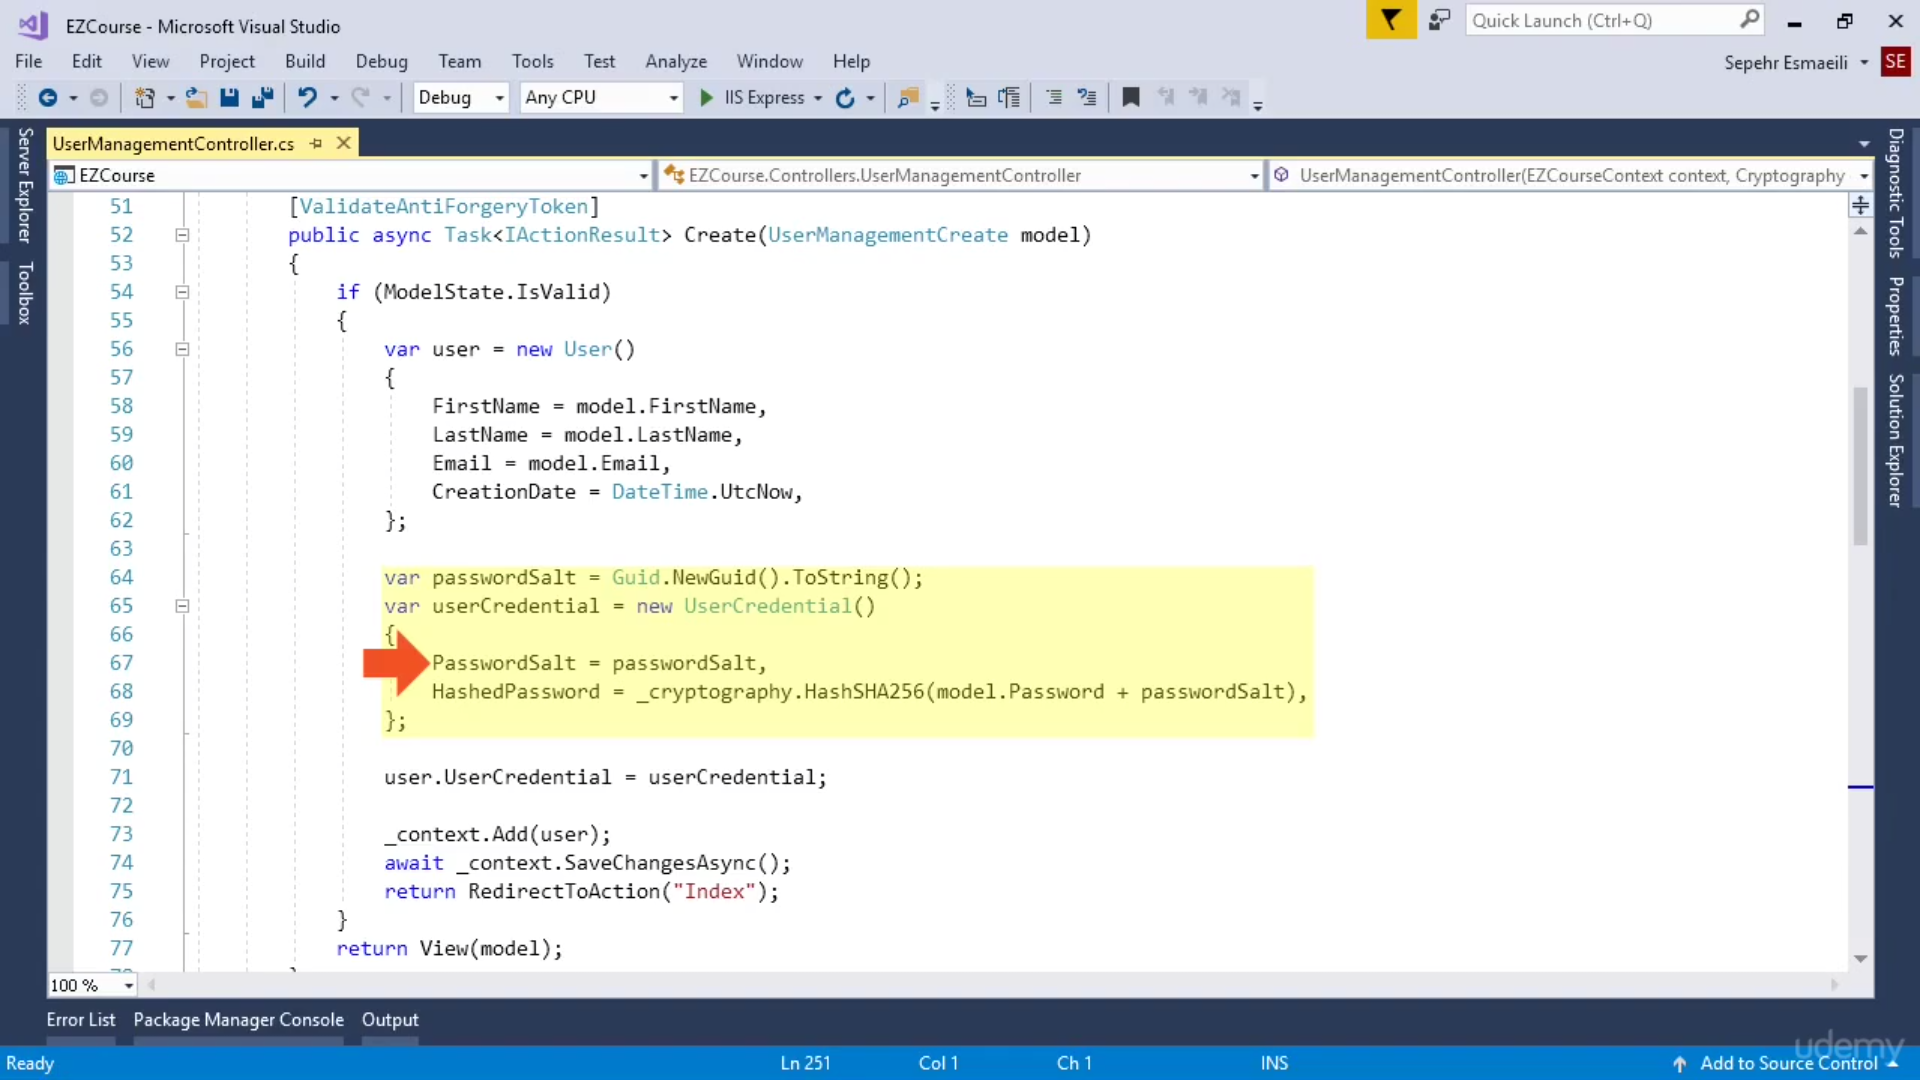 EZCourse - Microsoft Visual Studio
Quick Launch (Ctrl+Q)
File Edit View Project Build Debug Team Tools Test Analyze Window Help
Sepehr Esmaeili
SE
Debug Any CPU IIS Express
UserManagementController.cs
EZCourse EZCourse.Controllers.UserManagementController UserManagementController(EZCourseContext context, Cryptography
Server Explorer
Toolbox
Diagnostic Tools
Properties
Solution Explorer
51 [ValidateAntiForgeryToken]
52 public async Task<IActionResult> Create(UserManagementCreate model)
53 {
54 if (ModelState.IsValid)
55 {
56 var user = new User()
57 {
58 FirstName = model.FirstName,
59 LastName = model.LastName,
60 Email = model.Email,
61 CreationDate = DateTime.UtcNow,
62 };
63
64 var passwordSalt = Guid.NewGuid().ToString();
65 var userCredential = new UserCredential()
66 {
67 PasswordSalt = passwordSalt,
68 HashedPassword = _cryptography.HashSHA256(model.Password + passwordSalt),
69 };
70
71 user.UserCredential = userCredential;
72
73 _context.Add(user);
74 await _context.SaveChangesAsync();
75 return RedirectToAction("Index");
76 }
77 return View(model);
100 %
Error List Package Manager Console Output
udemy
Ready Ln 251 Col 1 Ch 1 INS Add to Source Control